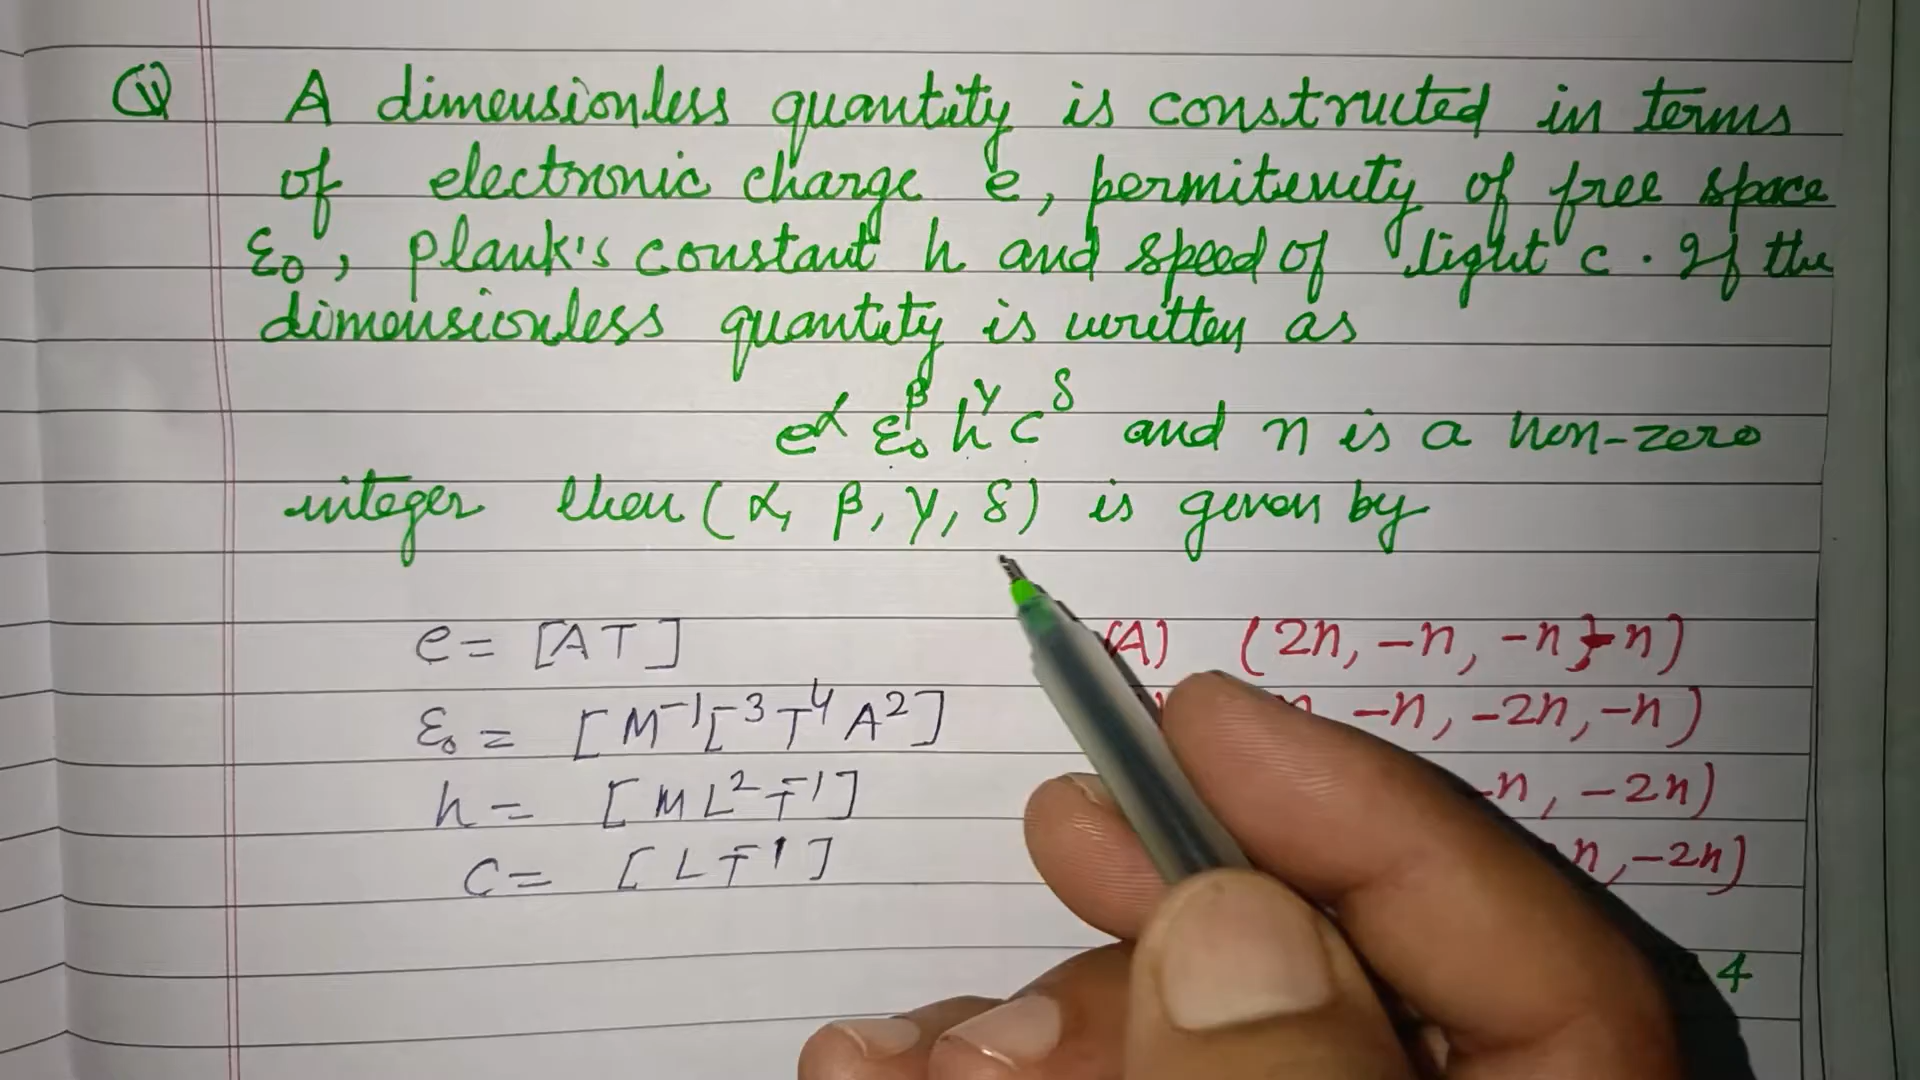 Q A dimensionless quantity is constructed in terms
of electronic charge e, permitivity of free space
ε₀, plank's constant h and speed of light c. If the
dimensionless quantity is written as
e^α ε₀^β h^γ c^δ and n is a non-zero
integer then (α, β, γ, δ) is given by
e = [AT] (A) (2n, -n, -n, -n)
ε₀ = [M⁻¹L⁻³T⁴A²] -n, -2n, -n)
h = [ML²T⁻¹] -n, -2n)
c = [LT⁻¹] n, -2n)
4